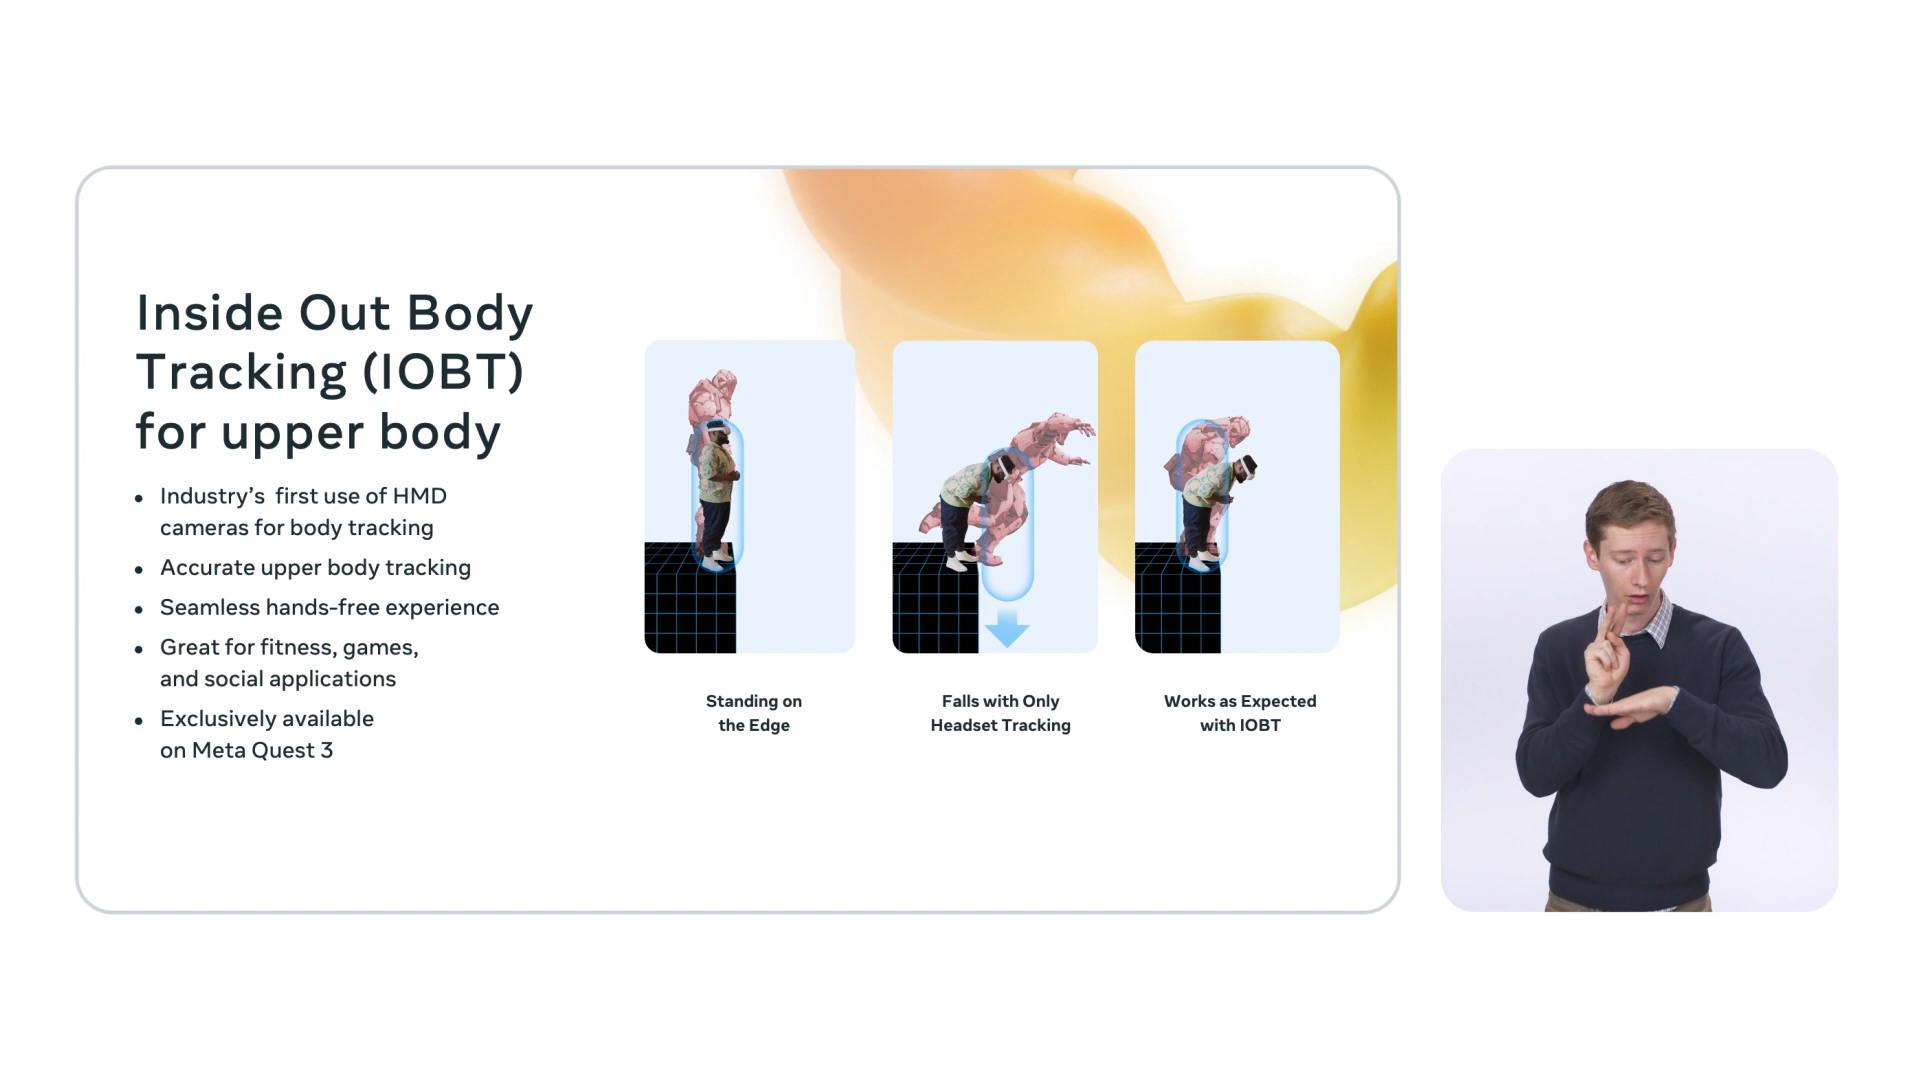 Inside Out Body
Tracking (IOBT)
for upper body
• Industry’s  first use of HMD
cameras for body tracking
• Accurate upper body tracking
• Seamless hands-free experience
• Great for fitness, games,
and social applications
• Exclusively available
on Meta Quest 3
Standing on
the Edge
Falls with Only
Headset Tracking
Works as Expected
with IOBT